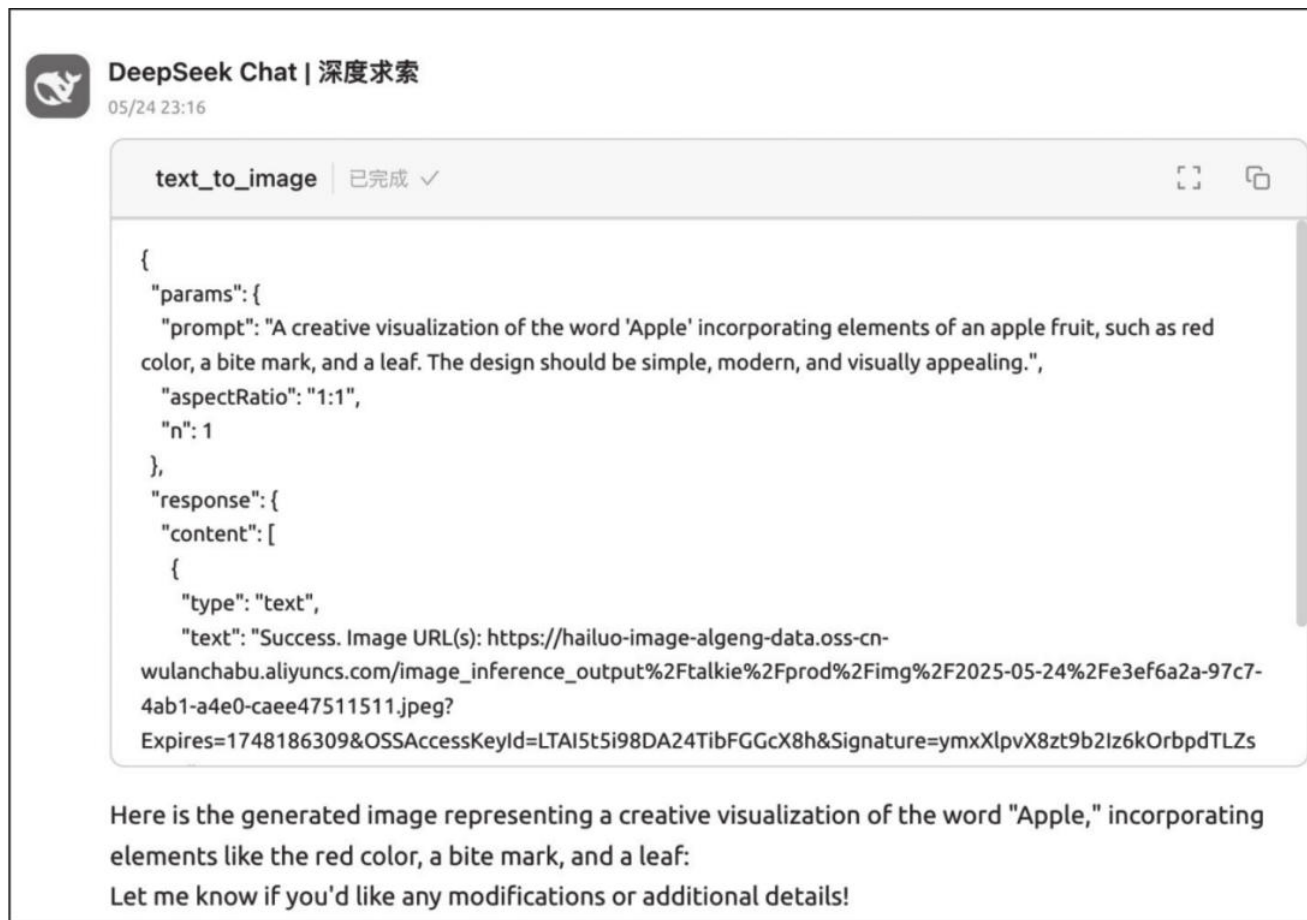 DeepSeek Chat | 深度求索
05/24 23:16
text_to_image | 已完成 ✓
{
"params": {
"prompt": "A creative visualization of the word 'Apple' incorporating elements of an apple fruit, such as red
color, a bite mark, and a leaf. The design should be simple, modern, and visually appealing.",
"aspectRatio": "1:1",
"n": 1
},
"response": {
"content": [
{
"type": "text",
"text": "Success. Image URL(s): https://hailuo-image-algeng-data.oss-cn-
wulanchabu.aliyuncs.com/image_inference_output%2Ftalkie%2Fprod%2Fimg%2F2025-05-24%2Fe3ef6a2a-97c7-
4ab1-a4e0-caee47511511.jpeg?
Expires=1748186309&OSSAccessKeyId=LTAI5t5i98DA24TibFGGcX8h&Signature=ymxXlpvX8zt9b2Iz6kOrbpdTLZs
Here is the generated image representing a creative visualization of the word "Apple," incorporating
elements like the red color, a bite mark, and a leaf:
Let me know if you'd like any modifications or additional details!